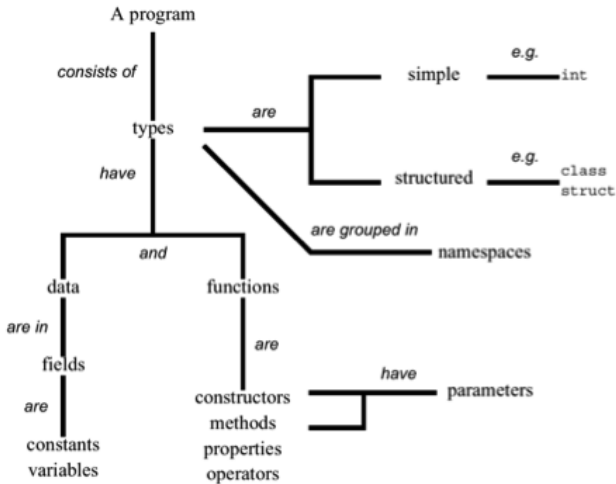 A program
consists of
e.g.
simple
int
are
types
have
e.g.
structured
class
struct
are grouped in
namespaces
and
data
functions
are in
are
fields
have
parameters
are
constructors
methods
constants
properties
variables
operators